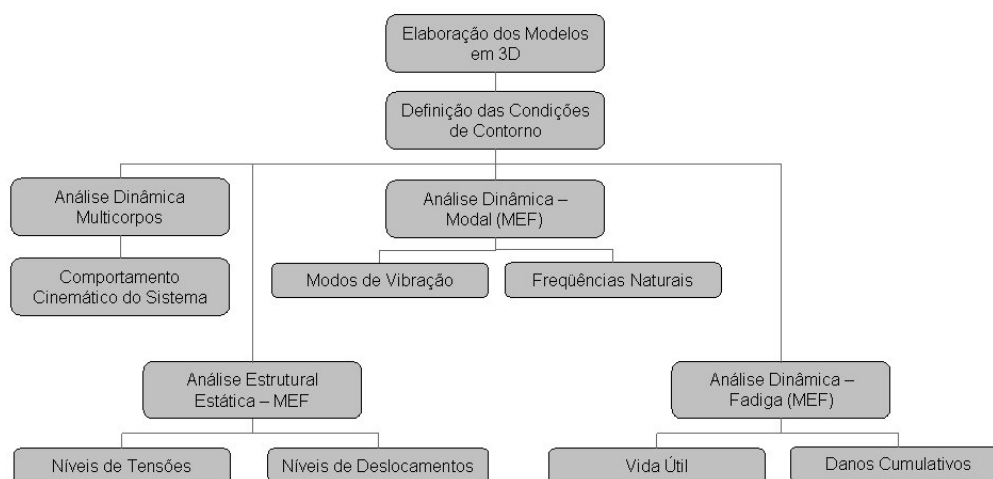 Elaboração dos Modelos
em 3D
Definição das Condições
de Contorno
Análise Dinâmica
Multicorpos
Análise Dinâmica –
Modal (MEF)
Comportamento
Cinemático do Sistema
Modos de Vibração
Freqüências Naturais
Análise Estrutural
Estática – MEF
Análise Dinâmica –
Fadiga (MEF)
Níveis de Tensões
Níveis de Deslocamentos
Vida Útil
Danos Cumulativos